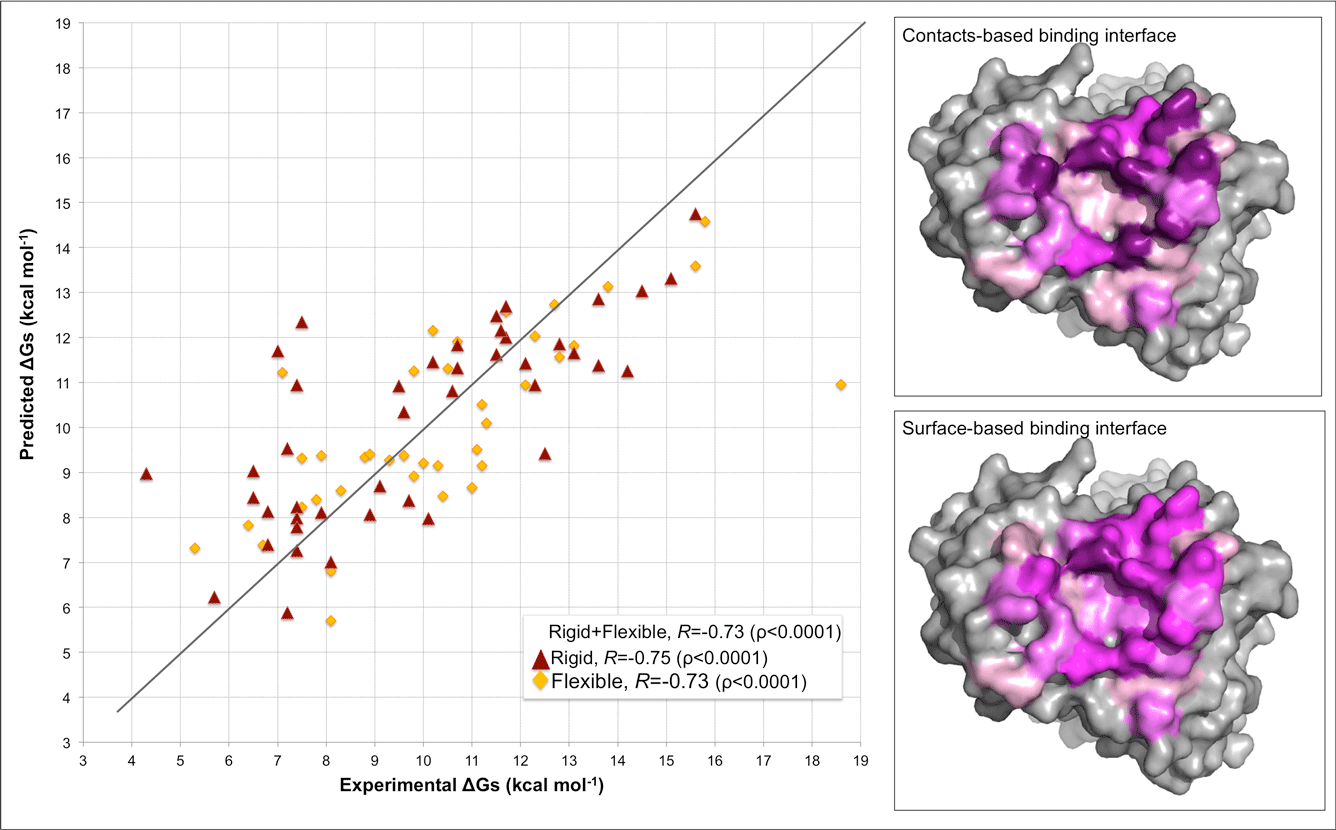 19
18
17
16
15
14
13
12
11
10
9
8
7
6
5
4
3
Predicted ΔGs (kcal mol-1)
3 4 5 6 7 8 9 10 11 12 13 14 15 16 17 18 19
Experimental ΔGs (kcal mol-1)
Rigid+Flexible, R=-0.73 (ρ<0.0001)
Rigid, R=-0.75 (ρ<0.0001)
Flexible, R=-0.73 (ρ<0.0001)
Contacts-based binding interface
Surface-based binding interface